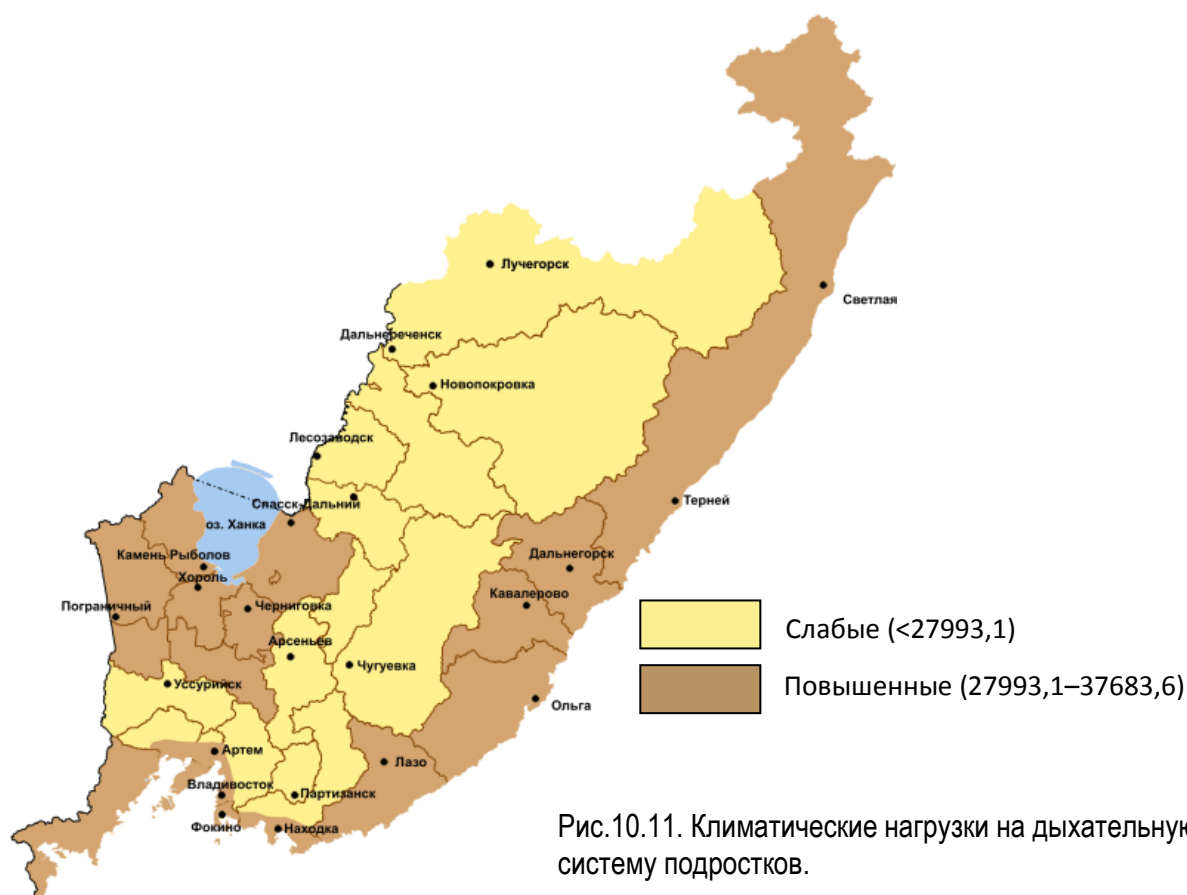 Лучегорск
Светлая
Дальнереченск
Новопокровка
Лесозаводск
Спасск-Дальний
Терней
оз. Ханка
Камень Рыболов
Дальнегорск
Хороль
Кавалерово
Пограничный
Черниговка
Арсеньев
Чугуевка
Слабые (<27993,1)
Уссурийск
Повышенные (27993,1–37683,6)
Ольга
Артем
Лазо
Владивосток
Партизанск
Фокино
Находка
Рис.10.11. Климатические нагрузки на дыхательную
систему подростков.